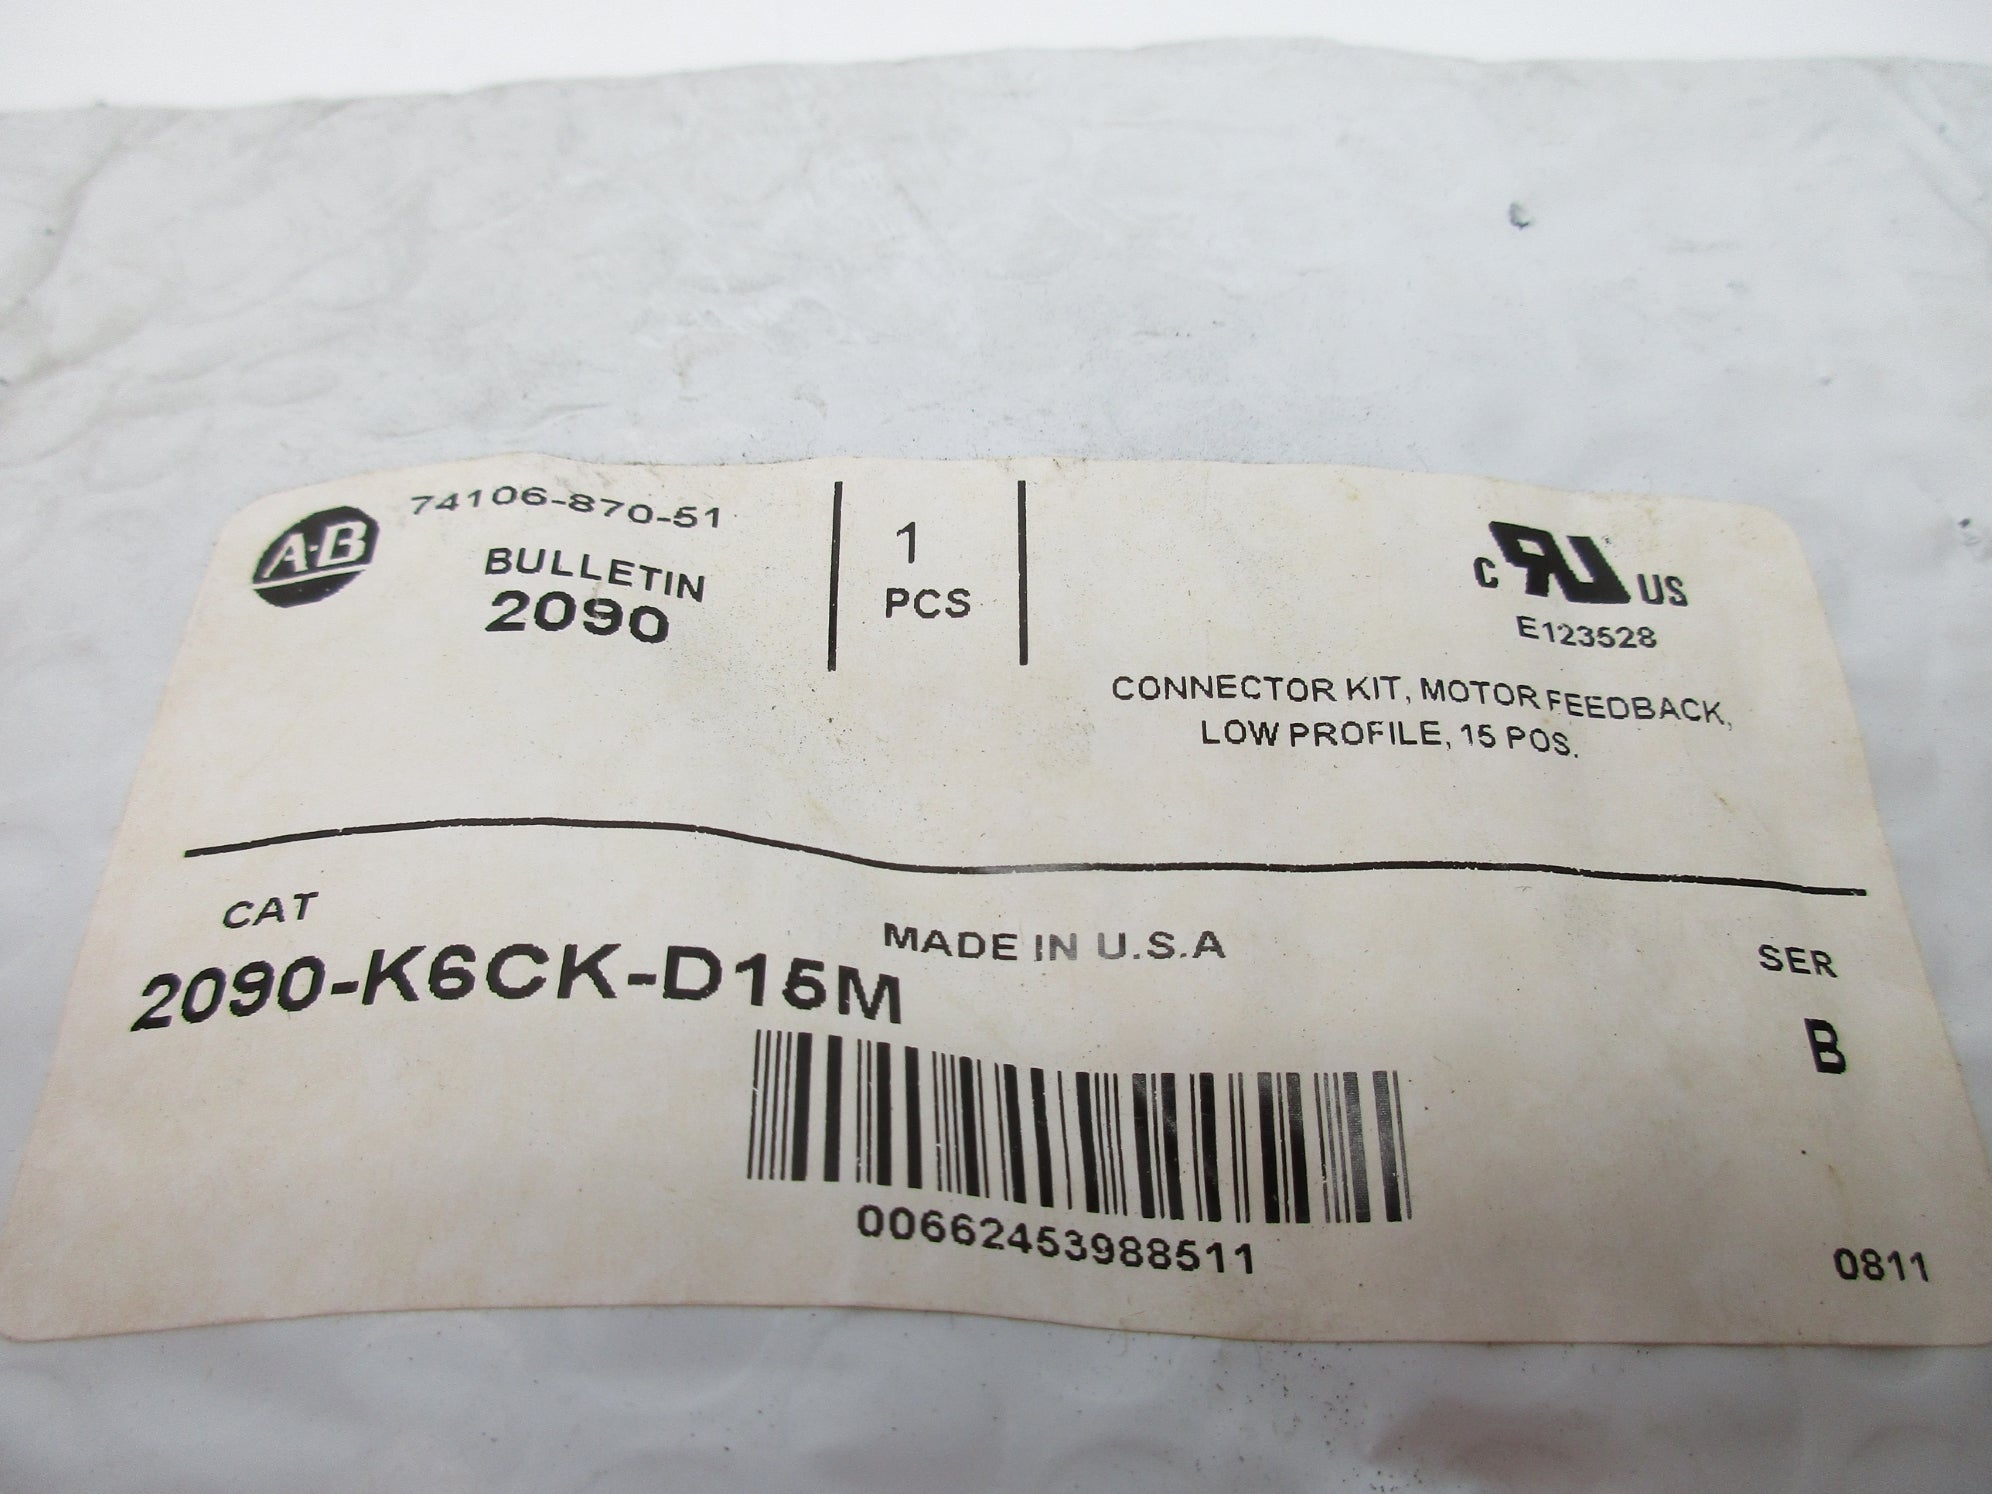 A-B
74106-870-51
BULLETIN
2090
1
PCS
C RU US
E123528
CONNECTOR KIT, MOTOR FEEDBACK,
LOW PROFILE, 15 POS.
CAT
2090-K6CK-D15M
MADE IN U.S.A
SER
B
00662453988511
0811